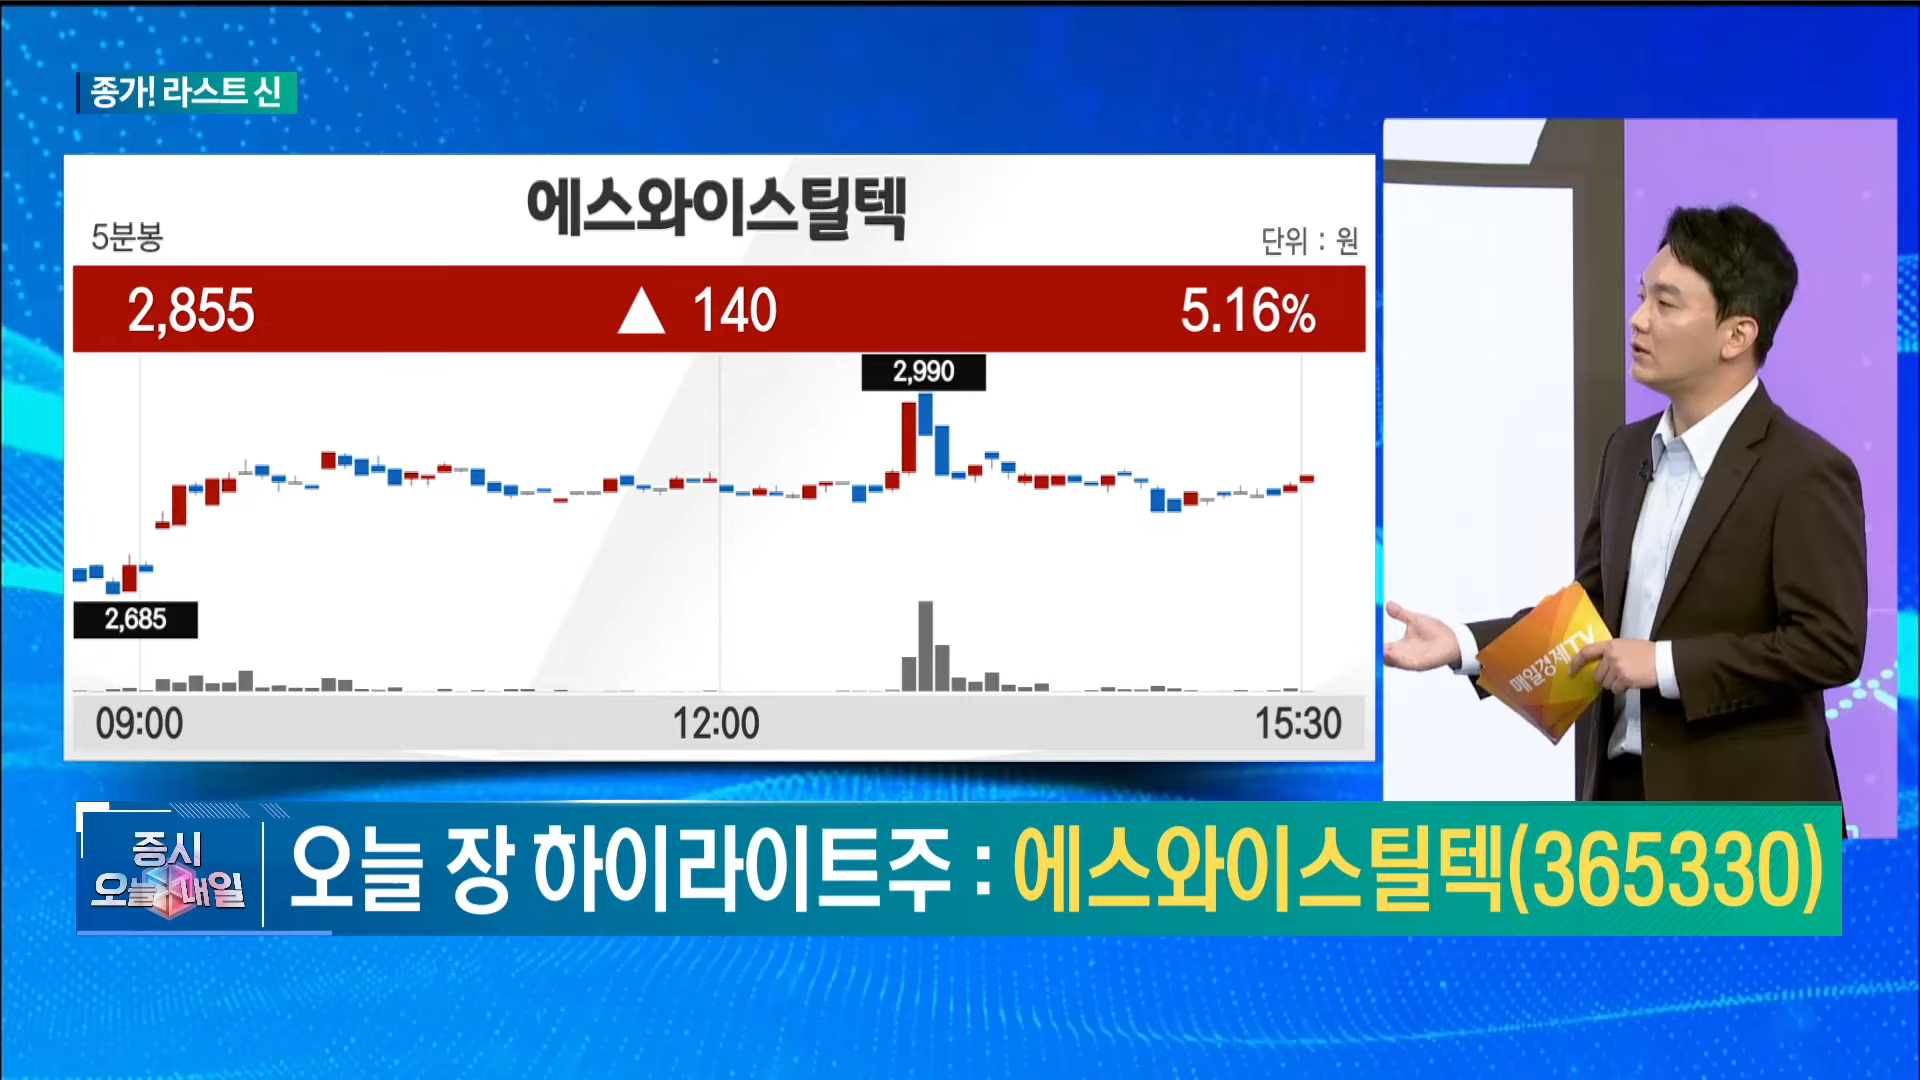 종가! 라스트 신
에스와이스틸텍
5분봉
단위 : 원
2,855 ▲ 140 5.16%
2,990
2,685
09:00 12:00 15:30
매일경제TV
증시
오늘 매일
오늘 장 하이라이트주 : 에스와이스틸텍(365330)